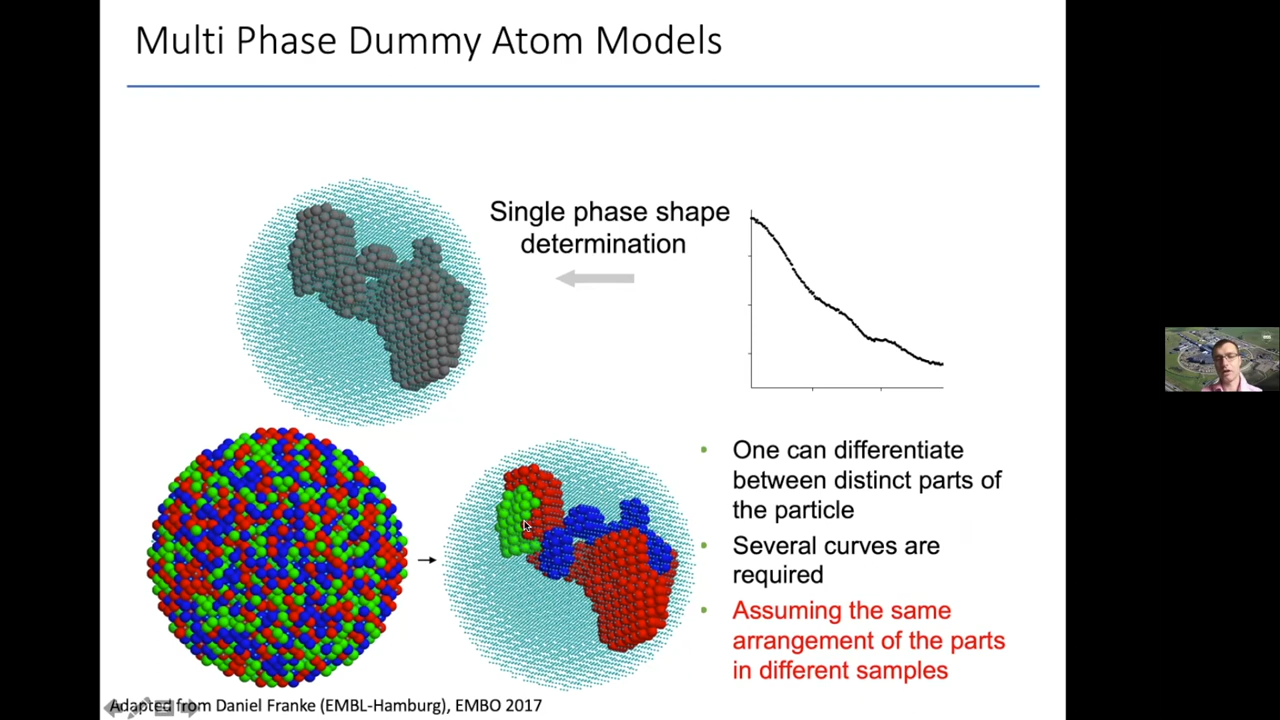 Multi Phase Dummy Atom Models
Single phase shape
determination
One can differentiate
between distinct parts of
the particle
Several curves are
required
Assuming the same
arrangement of the parts
in different samples
Adapted from Daniel Franke (EMBL-Hamburg), EMBO 2017